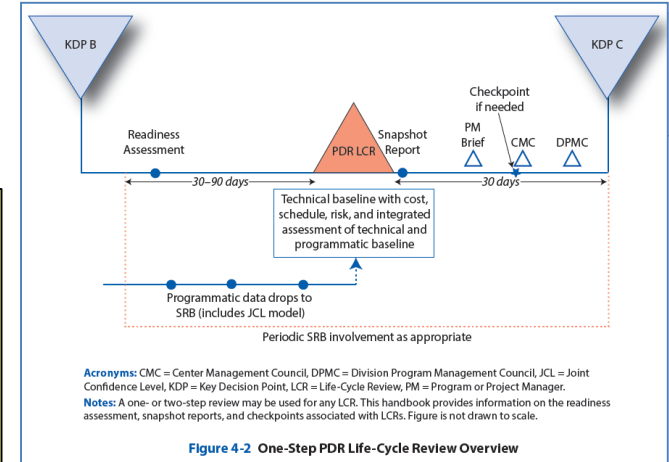 KDP B
KDP C
Checkpoint
if needed
Readiness
Assessment
PDR LCR
Snapshot
Report
PM
Brief
CMC
DPMC
30–90 days
30 days
Technical baseline with cost,
schedule, risk, and integrated
assessment of technical and
programmatic baseline
Programmatic data drops to
SRB (includes JCL model)
Periodic SRB involvement as appropriate
Acronyms: CMC = Center Management Council, DPMC = Division Program Management Council, JCL = Joint
Confidence Level, KDP = Key Decision Point, LCR = Life-Cycle Review, PM = Program or Project Manager.
Notes: A one- or two-step review may be used for any LCR. This handbook provides information on the readiness
assessment, snapshot reports, and checkpoints associated with LCRs. Figure is not drawn to scale.
Figure 4-2 One-Step PDR Life-Cycle Review Overview